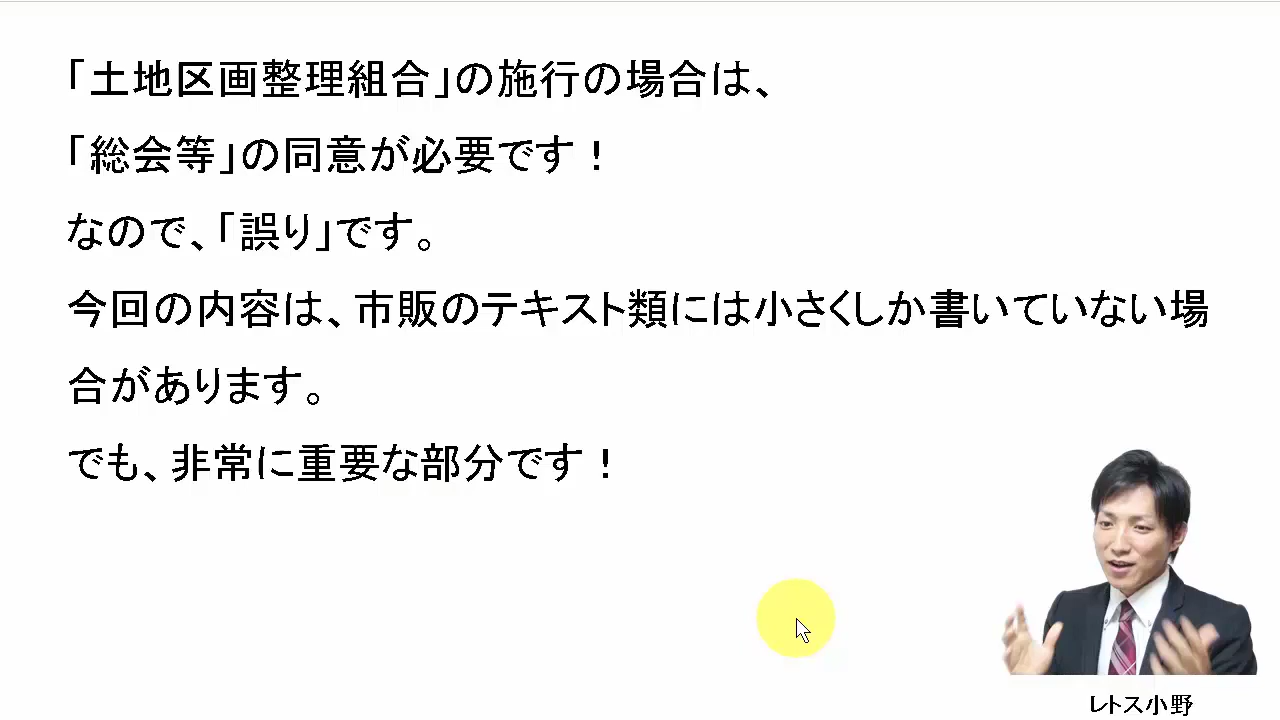 「土地区画整理組合」の施行の場合は、
「総会等」の同意が必要です！
なので、「誤り」です。
今回の内容は、市販のテキスト類には小さくしか書いていない場
合があります。
でも、非常に重要な部分です！
レトス小野